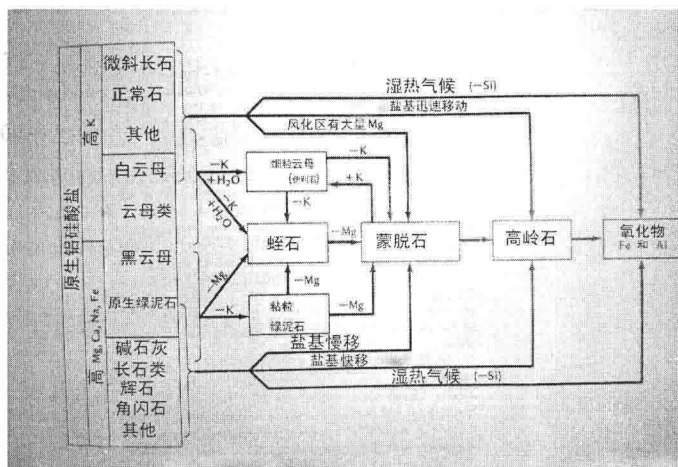 原生铝硅酸盐
高 K
高 Mg, Ca, Na, Fe
微斜长石
正常石
其他
白云母
云母类
黑云母
原生绿泥石
碱石灰
长石类
辉石
角闪石
其他
湿热气候 (—Si)
盐基迅速移动
风化区有大量 Mg
—K
+H₂O
—K
+H₂O
细粒云母
(伊利石)
—K
+K
—K
蛭石
—Mg
蒙脱石
高岭石
氧化物
Fe 和 Al
—Mg
—K
—Mg
粘粒
绿泥石
—Mg
盐基慢移
盐基快移
湿热气候 (—Si)